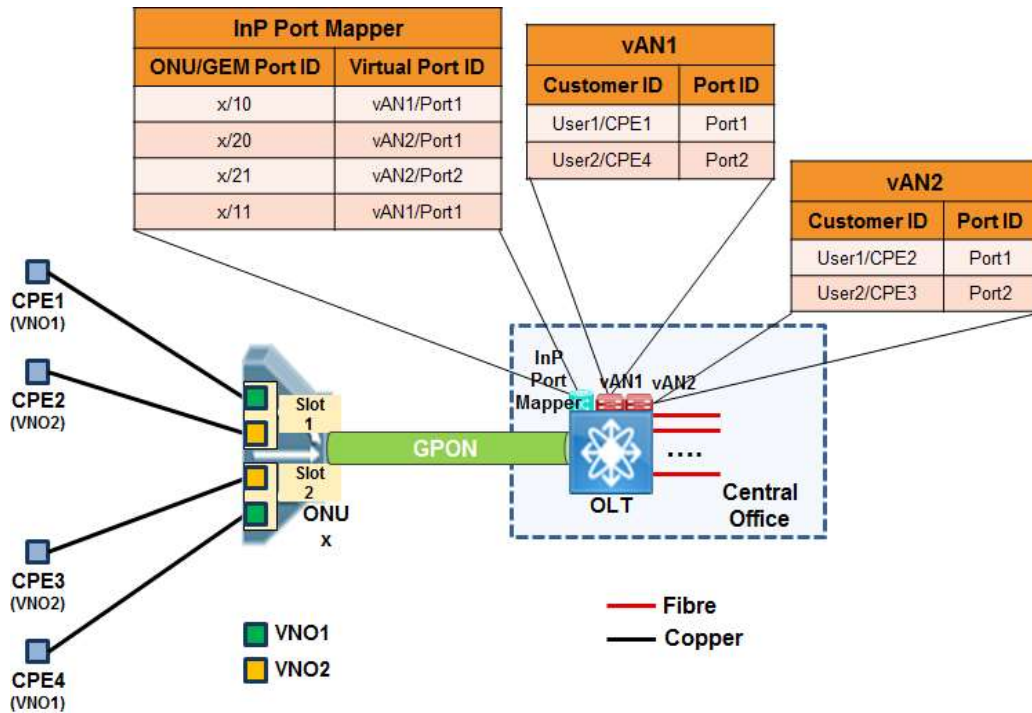 InP Port Mapper
ONU/GEM Port ID Virtual Port ID
x/10 vAN1/Port1
x/20 vAN2/Port1
x/21 vAN2/Port2
x/11 vAN1/Port1
vAN1
Customer ID Port ID
User1/CPE1 Port1
User2/CPE4 Port2
vAN2
Customer ID Port ID
User1/CPE2 Port1
User2/CPE3 Port2
CPE1
(VNO1)
CPE2
(VNO2)
CPE3
(VNO2)
CPE4
(VNO1)
Slot
1
Slot
2
ONU
x
GPON
InP
Port
Mapper
vAN1
vAN2
OLT
....
Central
Office
VNO1
VNO2
Fibre
Copper